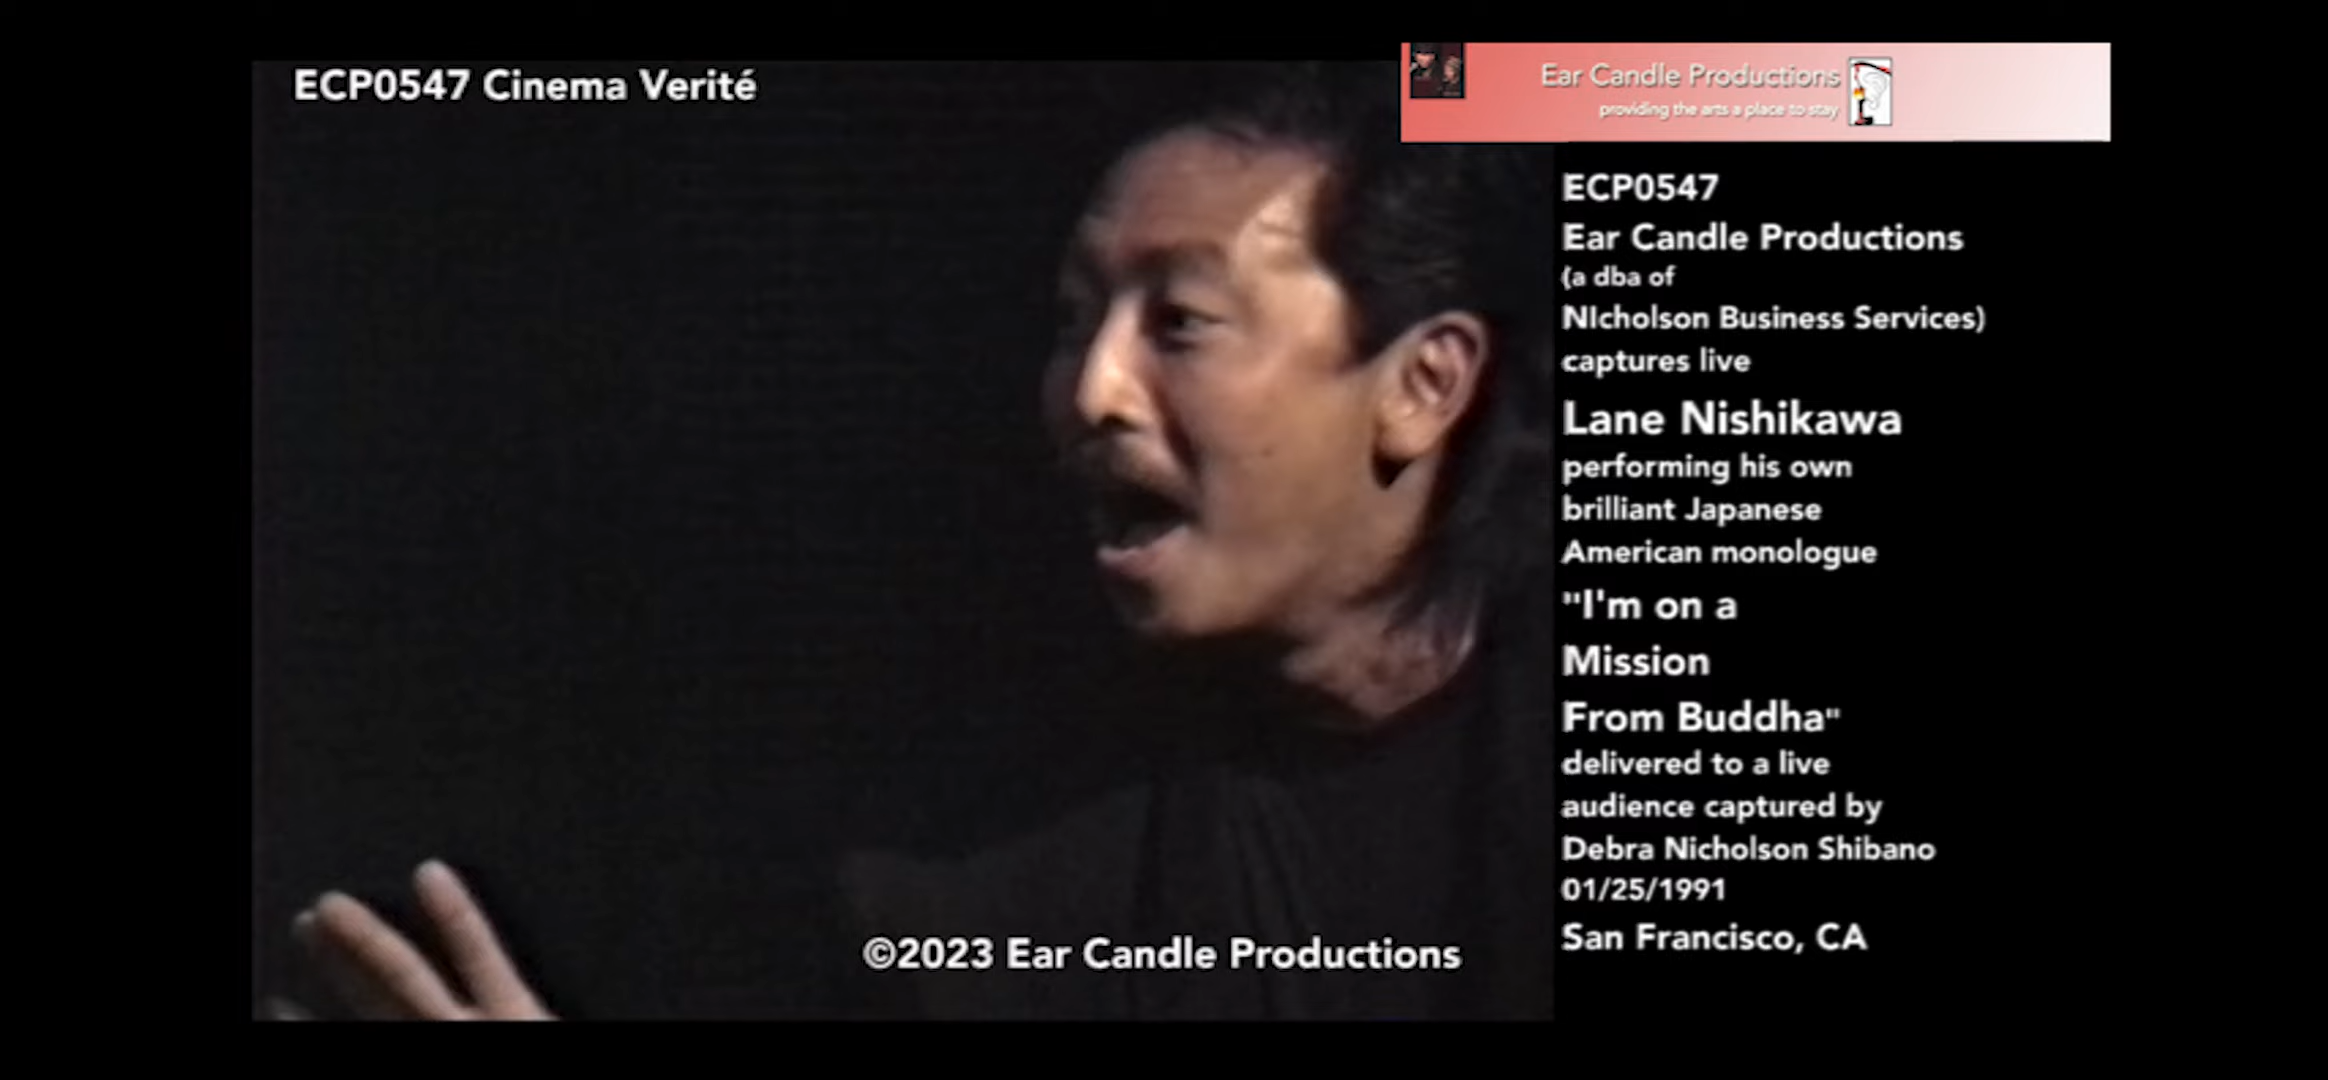 ECP0547 Cinema Verité
Ear Candle Productions
providing the arts a place to stay
ECP0547
Ear Candle Productions
(a dba of
NIcholson Business Services)
captures live
Lane Nishikawa
performing his own
brilliant Japanese
American monologue
"I'm on a
Mission
From Buddha"
delivered to a live
audience captured by
Debra Nicholson Shibano
01/25/1991
San Francisco, CA
©2023 Ear Candle Productions